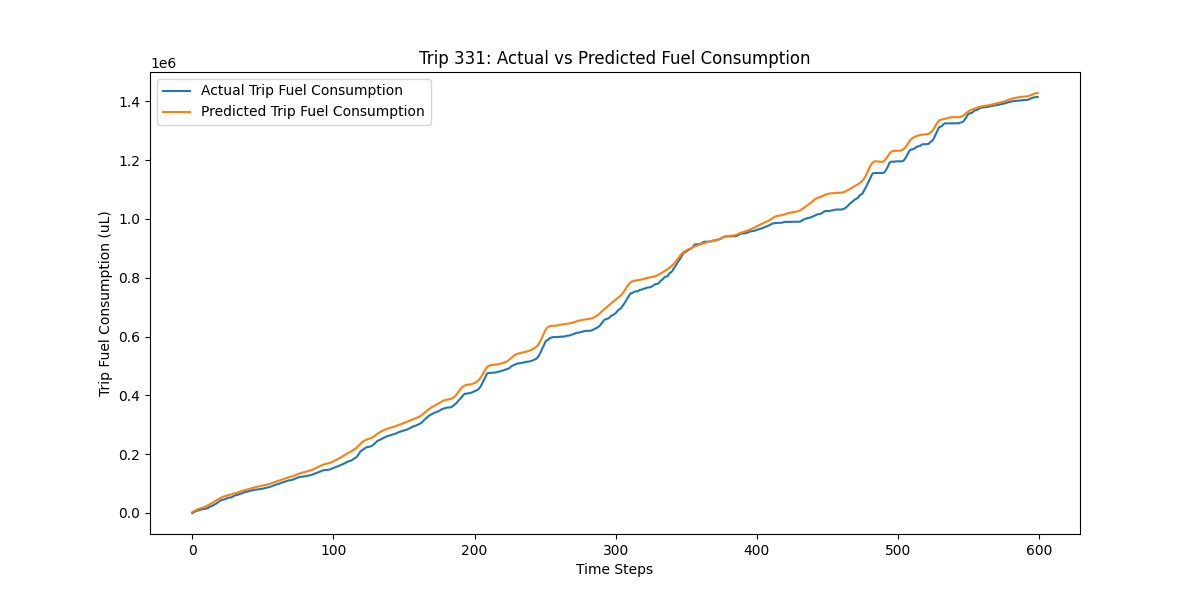 Trip 331: Actual vs Predicted Fuel Consumption
1e6
Actual Trip Fuel Consumption
Predicted Trip Fuel Consumption
Trip Fuel Consumption (uL)
1.4
1.2
1.0
0.8
0.6
0.4
0.2
0.0
0 100 200 300 400 500 600
Time Steps